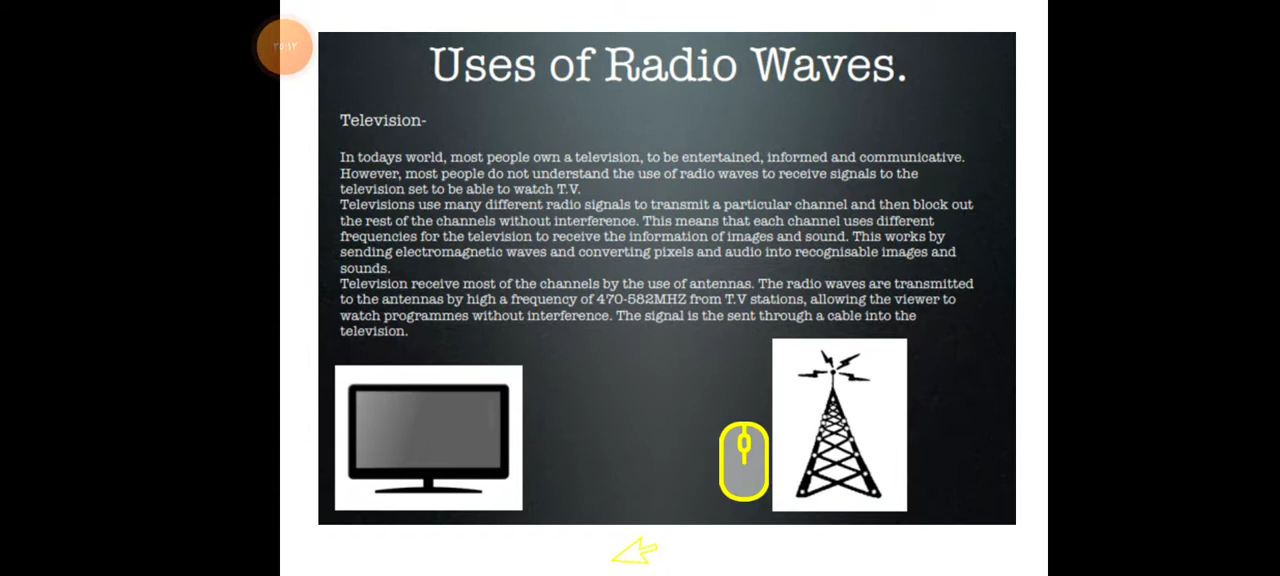 ٢٥:١٢
Uses of Radio Waves.
Television-
In todays world, most people own a television, to be entertained, informed and communicative.
However, most people do not understand the use of radio waves to receive signals to the
television set to be able to watch T.V.
Televisions use many different radio signals to transmit a particular channel and then block out
the rest of the channels without interference. This means that each channel uses different
frequencies for the television to receive the information of images and sound. This works by
sending electromagnetic waves and converting pixels and audio into recognisable images and
sounds.
Television receive most of the channels by the use of antennas. The radio waves are transmitted
to the antennas by high a frequency of 470-582MHZ from T.V stations, allowing the viewer to
watch programmes without interference. The signal is the sent through a cable into the
television.